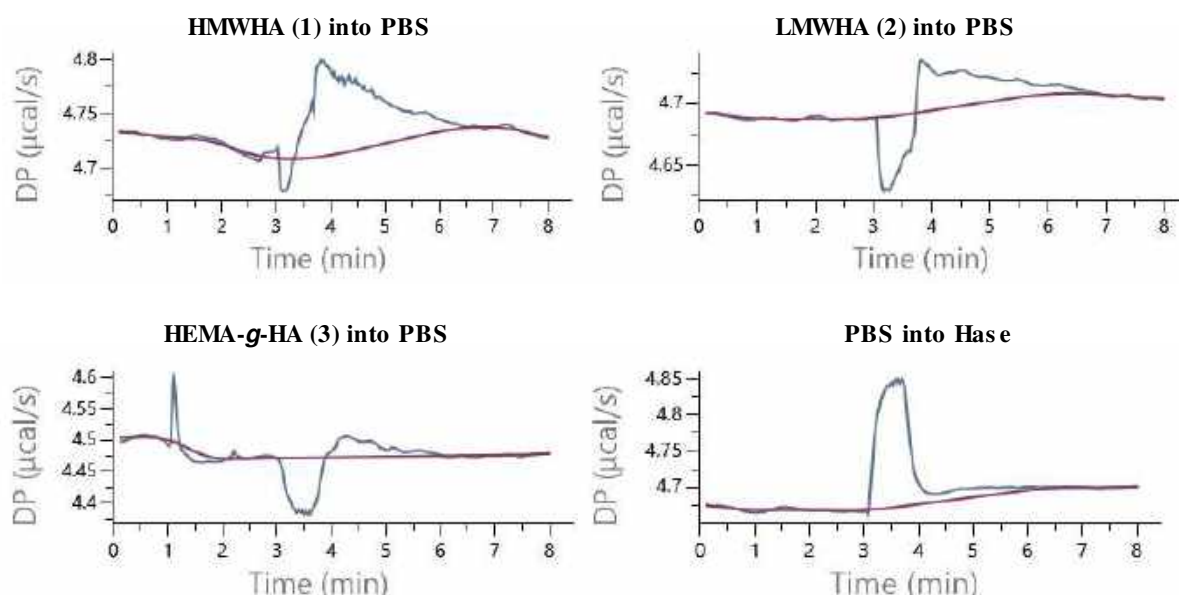 HMWHA (1) into PBS
DP (μcal/s)
4.8
4.75
4.7
0 1 2 3 4 5 6 7 8
Time (min)
LMWHA (2) into PBS
DP (μcal/s)
4.7
4.65
0 1 2 3 4 5 6 7 8
Time (min)
HEMA-g-HA (3) into PBS
DP (μcal/s)
4.6
4.55
4.5
4.45
4.4
0 1 2 3 4 5 6 7 8
Time (min)
PBS into Hase
DP (μcal/s)
4.85
4.8
4.75
4.7
0 1 2 3 4 5 6 7 8
Time (min)